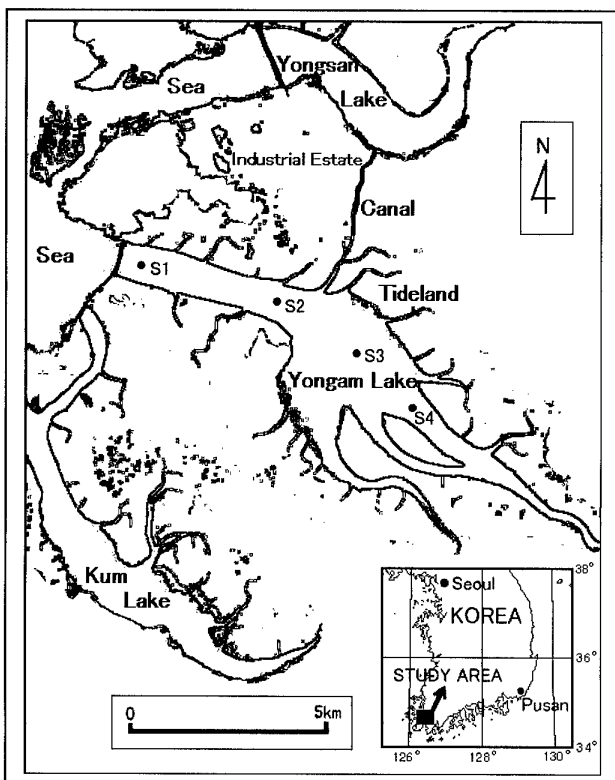 Yongsan
Sea
Lake
Industrial Estate
N
Canal
Sea
S1
S2
Tideland
S3
Yongam Lake
S4
Kum
Lake
38°
Seoul
KOREA
36°
STUDY AREA
Pusan
34°
126° 128° 130°
0 5km